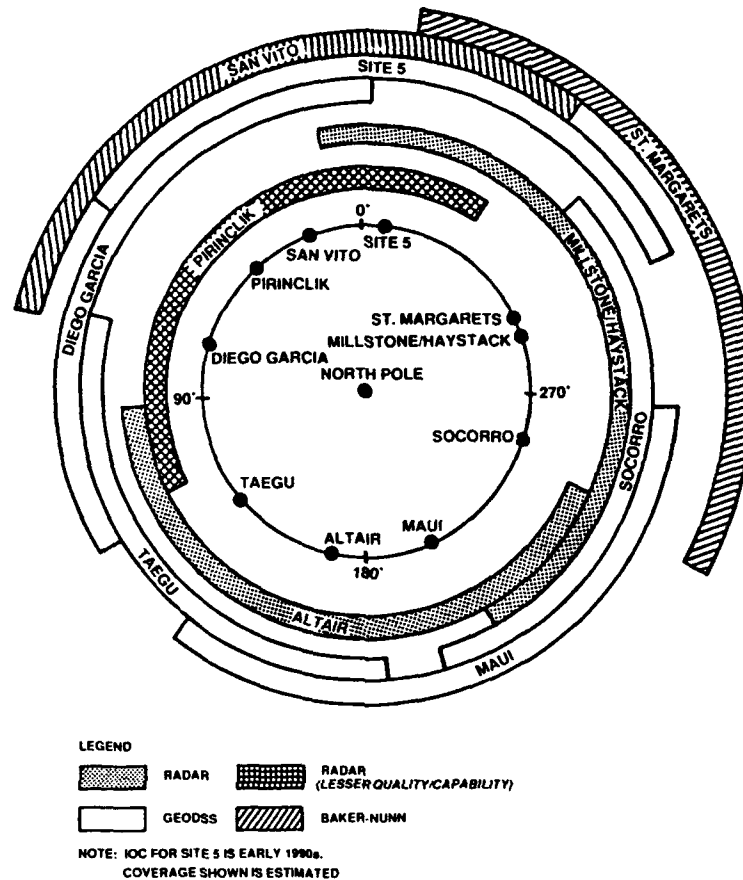 SAN VITO
SITE 5
ST. MARGARETS
PIRINCLIK
0°
SAN VITO
SITE 5
PIRINCLIK
MILLSTONE/HAYSTACK
DIEGO GARCIA
ST. MARGARETS
MILLSTONE/HAYSTACK
DIEGO GARCIA
NORTH POLE
90°
270°
SOCORRO
SOCORRO
TAEGU
MAUI
ALTAIR
180°
TAEGU
ALTAIR
MAUI
LEGEND
RADAR
RADAR
(LESSER QUALITY/CAPABILITY)
GEODSS
BAKER-NUNN
NOTE: IOC FOR SITE 5 IS EARLY 1990s.
COVERAGE SHOWN IS ESTIMATED